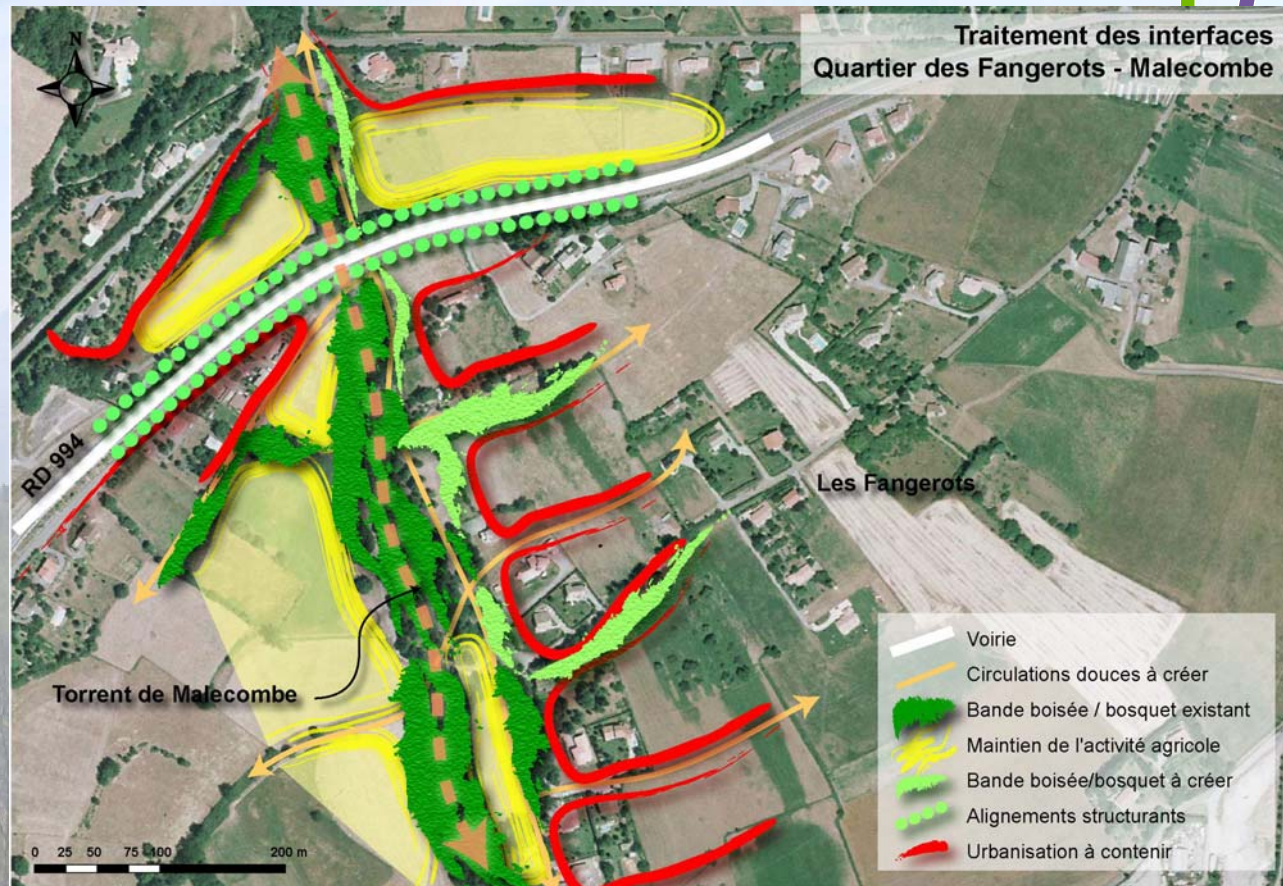 Traitement des interfaces
Quartier des Fangerots - Malecombe
N
RD 994
Les Fangerots
Torrent de Malecombe
Voirie
Circulations douces à créer
Bande boisée / bosquet existant
Maintien de l'activité agricole
Bande boisée/bosquet à créer
Alignements structurants
Urbanisation à contenir
0 25 50 75 100 200 m